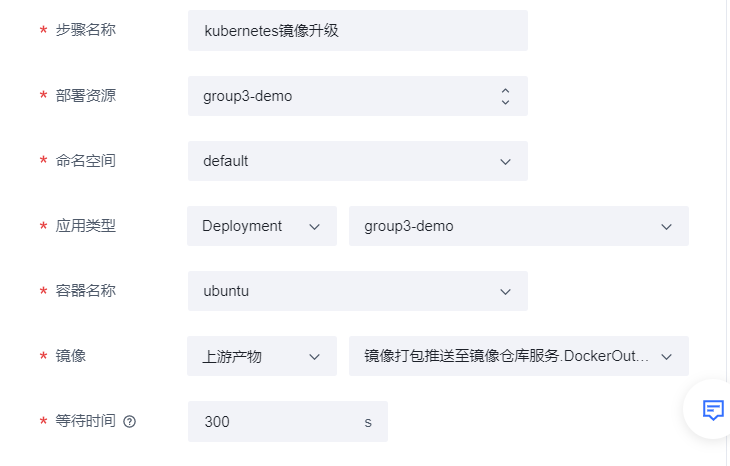 * 步骤名称 kubernetes镜像升级
* 部署资源 group3-demo
* 命名空间 default
* 应用类型 Deployment group3-demo
* 容器名称 ubuntu
* 镜像 上游产物 镜像打包推送至镜像仓库服务.DockerOut...
* 等待时间 ? 300 s